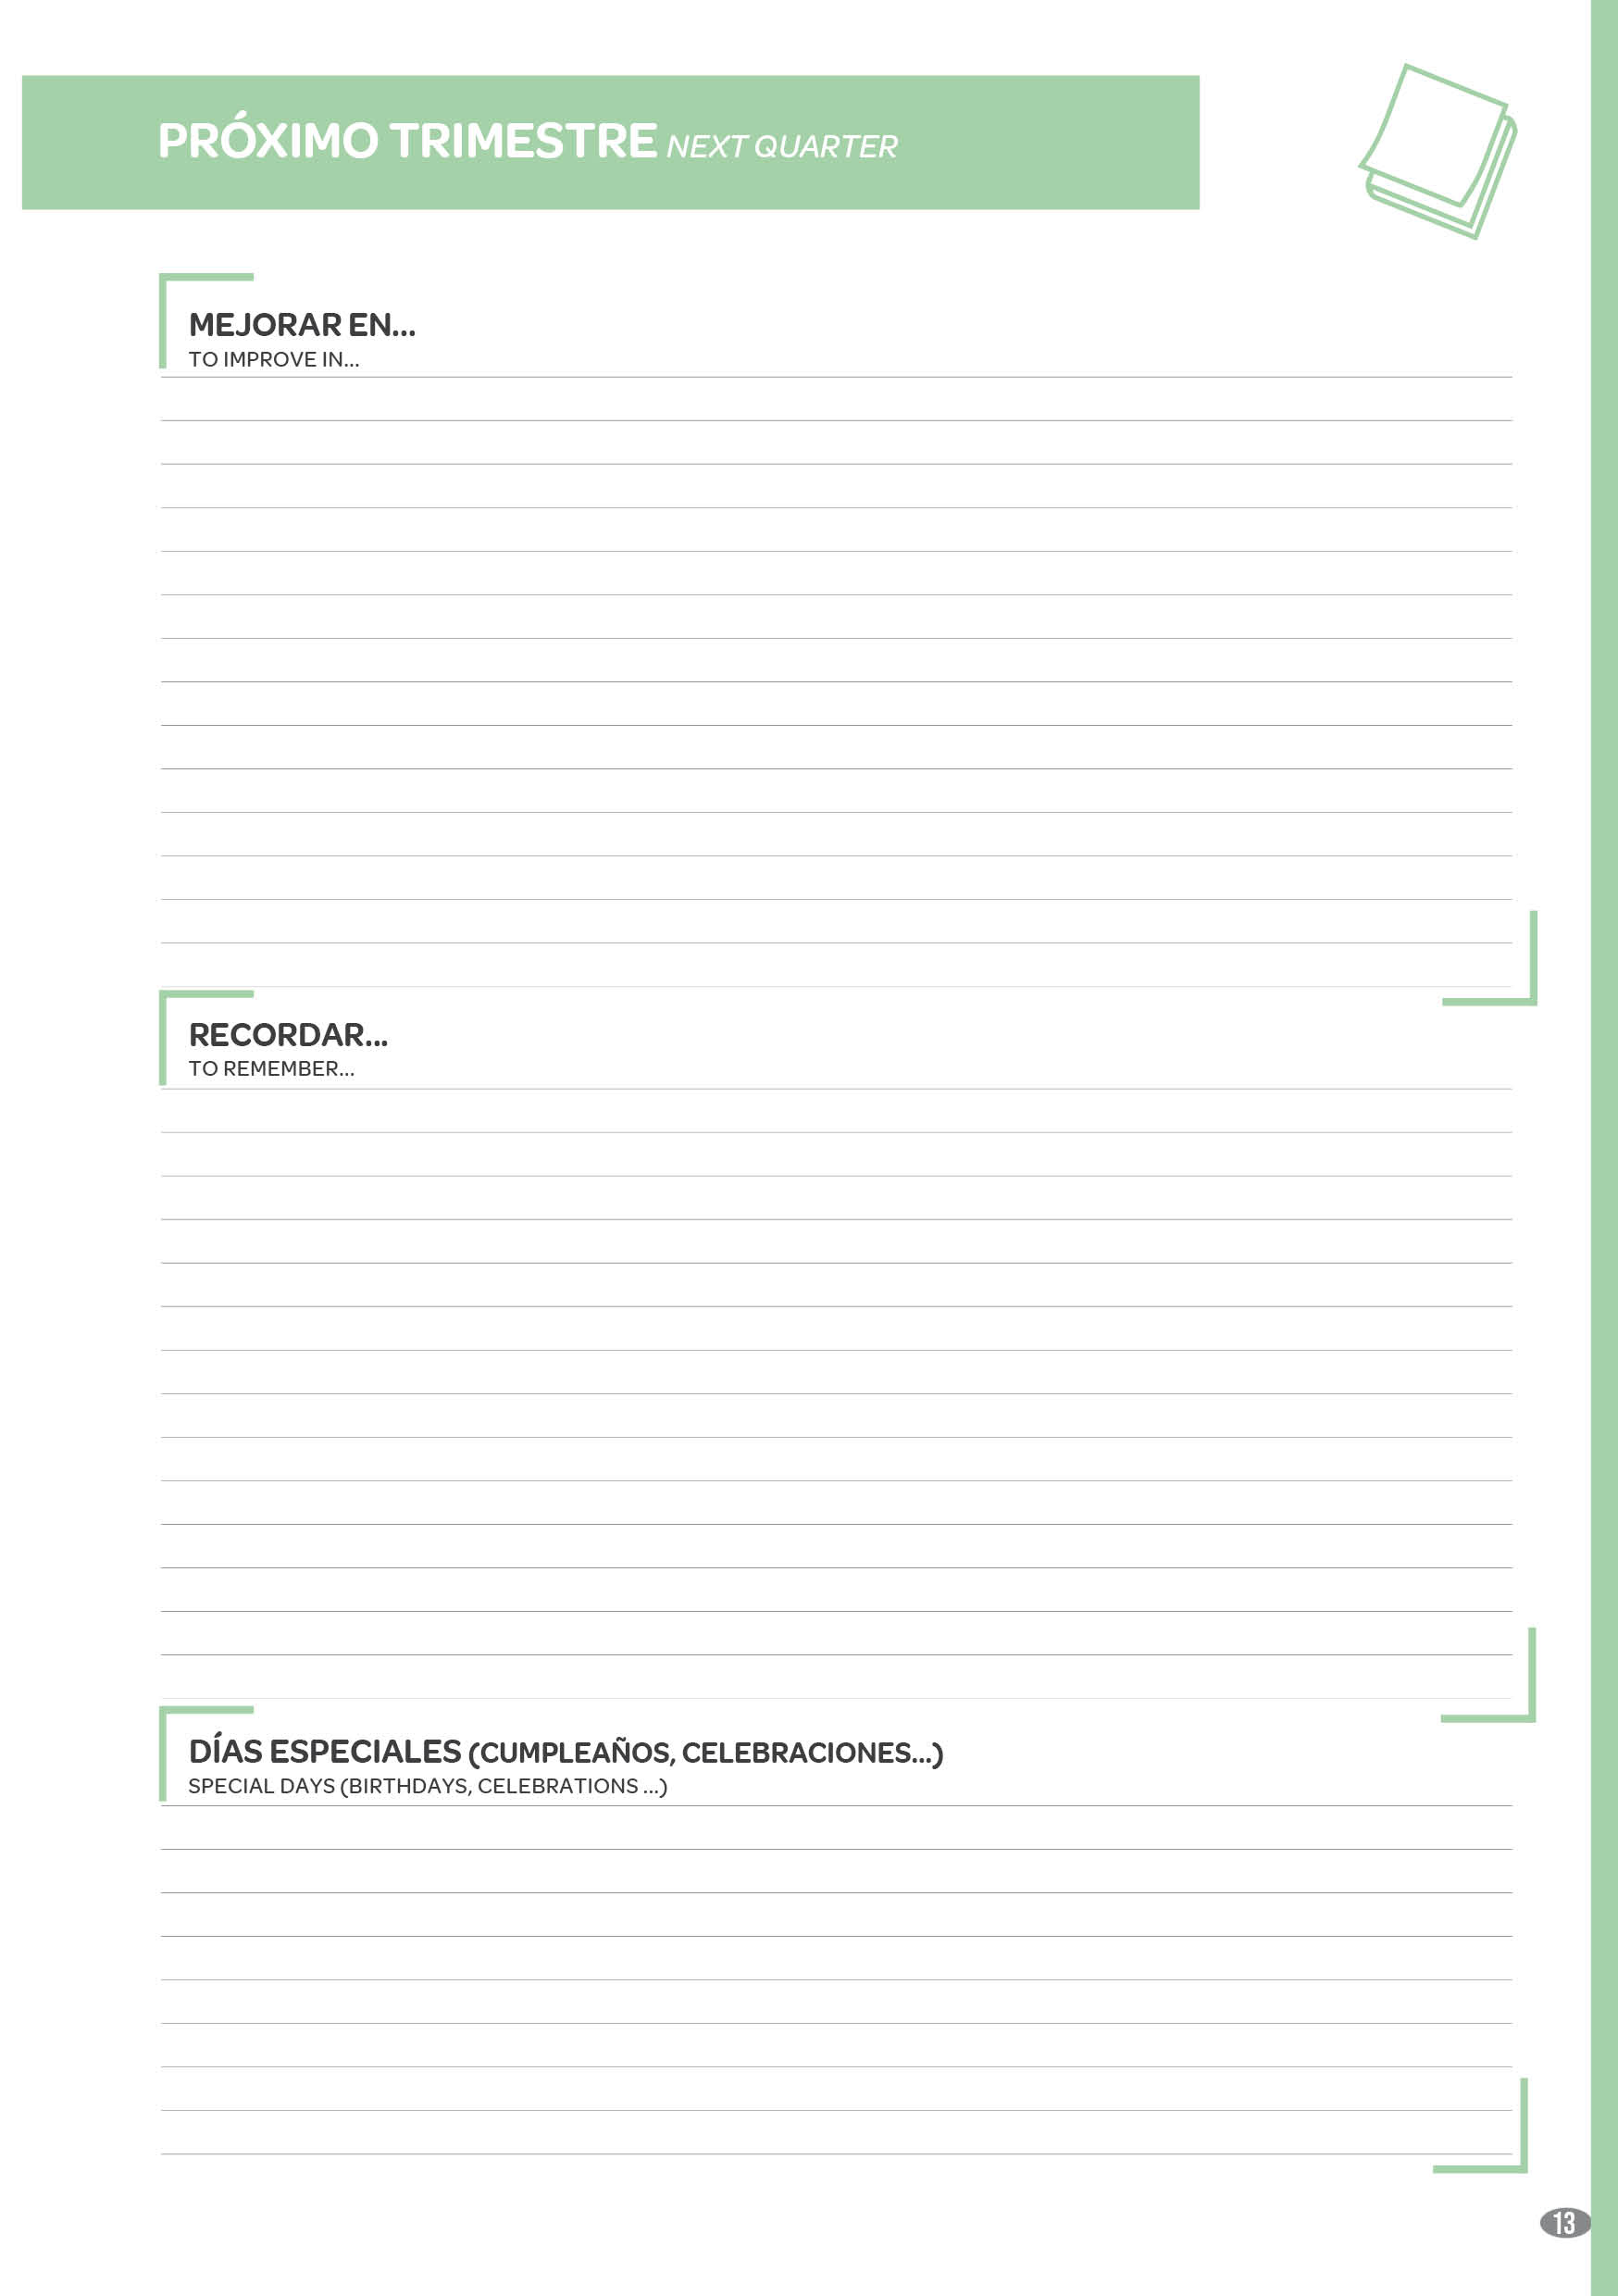 PRÓXIMO TRIMESTRE NEXT QUARTER
MEJORAR EN...
TO IMPROVE IN...
RECORDAR...
TO REMEMBER...
DÍAS ESPECIALES (CUMPLEAÑOS, CELEBRACIONES...)
SPECIAL DAYS (BIRTHDAYS, CELEBRATIONS ...)
13